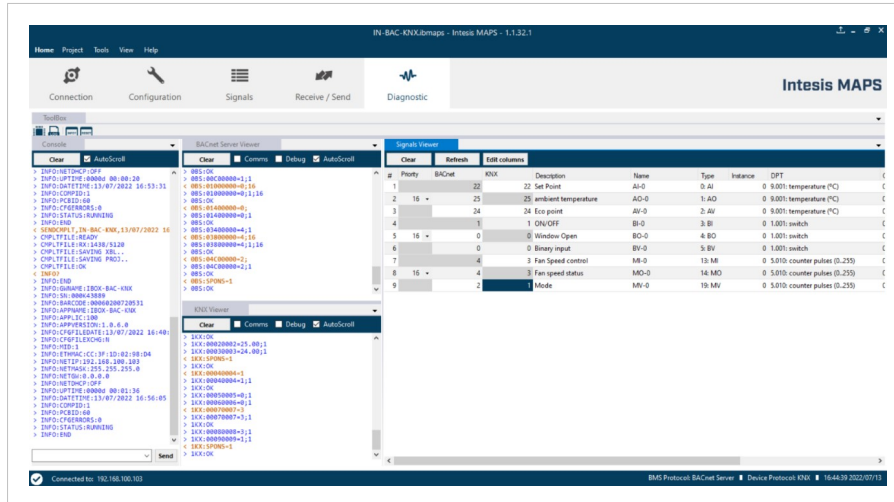 IN-BAC-KNX.ibmaps - Intesis MAPS - 1.1.32.1
Home Project Tools View Help
Connection Configuration Signals Receive / Send Diagnostic
Intesis MAPS
ToolBox
Console
Clear AutoScroll
> INFO:NETDHCP:OFF
> INFO:UPTIME:0000d 00:00:20
> INFO:DATETIME:13/07/2022 16:53:31
> INFO:COMPID:1
> INFO:PCBID:60
> INFO:CFGERRORS:0
> INFO:STATUS:RUNNING
> INFO:END
< SENDCMPLT,IN-BAC-KNX,13/07/2022 16
> CMPLTFILE:READY
> CMPLTFILE:RX:1438/5120
> CMPLTFILE:SAVING XBL..
> CMPLTFILE:SAVING PROJ..
> CMPLTFILE:OK
< INFO?
> INFO:END
> INFO:GWNAME:IBOX-BAC-KNX
> INFO:SN:000K43889
> INFO:BARCODE:00060200720531
> INFO:APPNAME:IBOX-BAC-KNX
> INFO:APPLIC:100
> INFO:APPVERSION:1.0.6.0
> INFO:CFGFILEDATE:13/07/2022 16:40:
> INFO:CFGFILEXCHG:N
> INFO:MID:1
> INFO:ETHMAC:CC:3F:1D:02:98:D4
> INFO:NETIP:192.168.100.103
> INFO:NETMASK:255.255.255.0
> INFO:NETGW:0.0.0.0
> INFO:NETDHCP:OFF
> INFO:UPTIME:0000d 00:01:36
> INFO:DATETIME:13/07/2022 16:56:05
> INFO:COMPID:1
> INFO:PCBID:60
> INFO:CFGERRORS:0
> INFO:STATUS:RUNNING
> INFO:END
Send
BACnet Server Viewer
Clear Comms Debug AutoScroll
> 0BS:OK
> 0BS:00C00000=1;1
< 0BS:01000000=0;16
> 0BS:01000000=0;1;16
> 0BS:OK
< 0BS:01400000=0;
> 0BS:01400000=0;1
> 0BS:OK
> 0BS:03400000=4;1
< 0BS:03800000=4;16
> 0BS:03800000=4;1;16
> 0BS:OK
< 0BS:04C00000=2;
> 0BS:04C00000=2;1
> 0BS:OK
< 0BS:SPONS=1
> 0BS:OK
KNX Viewer
Clear Comms Debug AutoScroll
> 1KX:OK
> 1KX:00020002=25.00;1
> 1KX:00030003=24.00;1
< 1KX:SPONS=1
> 1KX:OK
< 1KX:00040004=1
> 1KX:00040004=1;1
> 1KX:OK
> 1KX:00050005=0;1
> 1KX:00060006=0;1
< 1KX:00070007=3
> 1KX:00070007=3;1
> 1KX:OK
> 1KX:00080008=3;1
> 1KX:00090009=1;1
< 1KX:SPONS=1
> 1KX:OK
Signals Viewer
Clear Refresh Edit columns
# Priority BACnet KNX Description Name Type Instance DPT
1 22 22 Set Point AI-0 0: AI 0 9.001: temperature (°C)
2 16 25 25 ambient temperature AO-0 1: AO 0 9.001: temperature (°C)
3 24 24 Eco point AV-0 2: AV 0 9.001: temperature (°C)
4 1 1 ON/OFF BI-0 3: BI 0 1.001: switch
5 16 0 0 Window Open BO-0 4: BO 0 1.001: switch
6 0 0 Binary input BV-0 5: BV 0 1.001: switch
7 4 3 Fan Speed control MI-0 13: MI 0 5.010: counter pulses (0..255)
8 16 4 3 Fan speed status MO-0 14: MO 0 5.010: counter pulses (0..255)
9 2 1 Mode MV-0 19: MV 0 5.010: counter pulses (0..255)
Connected to: 192.168.100.103
BMS Protocol: BACnet Server Device Protocol: KNX 16:44:39 2022/07/13